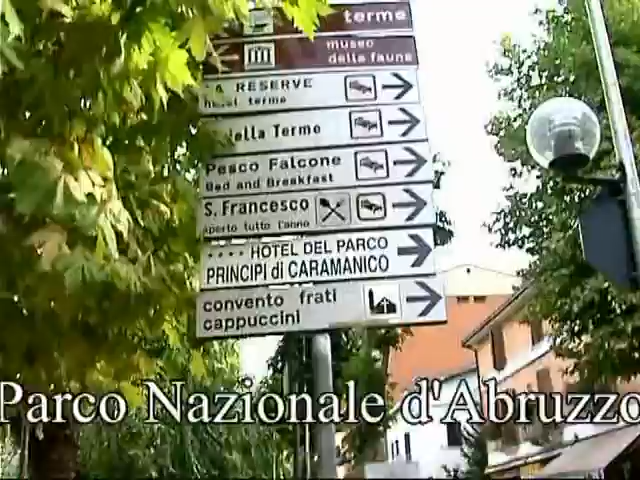 terme
museo
della fauna
LA RESERVE
hotel terme
Terme
Pesco Falcone
Bed and Breakfast
S. Francesco
aperto tutto l'anno
HOTEL DEL PARCO
PRINCIPI di CARAMANICO
convento frati
cappuccini
Parco Nazionale d'Abruzzo